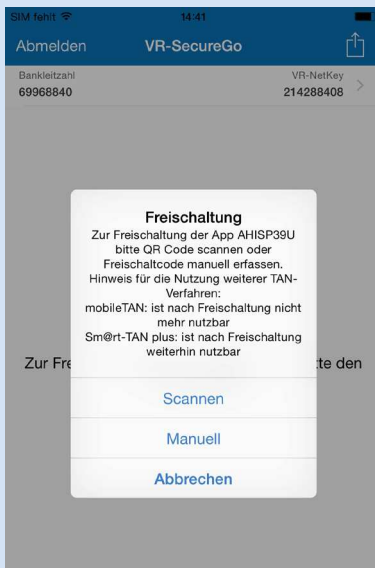 SIM fehlt 14:41
Abmelden VR-SecureGo
Bankleitzahl VR-NetKey
69968840 214288408
Freischaltung
Zur Freischaltung der App AHISP39U
bitte QR Code scannen oder
Freischaltcode manuell erfassen.
Hinweis für die Nutzung weiterer TAN-
Verfahren:
mobileTAN: ist nach Freischaltung nicht
mehr nutzbar
Sm@rt-TAN plus: ist nach Freischaltung
weiterhin nutzbar
Zur Fre te den
Scannen
Manuell
Abbrechen